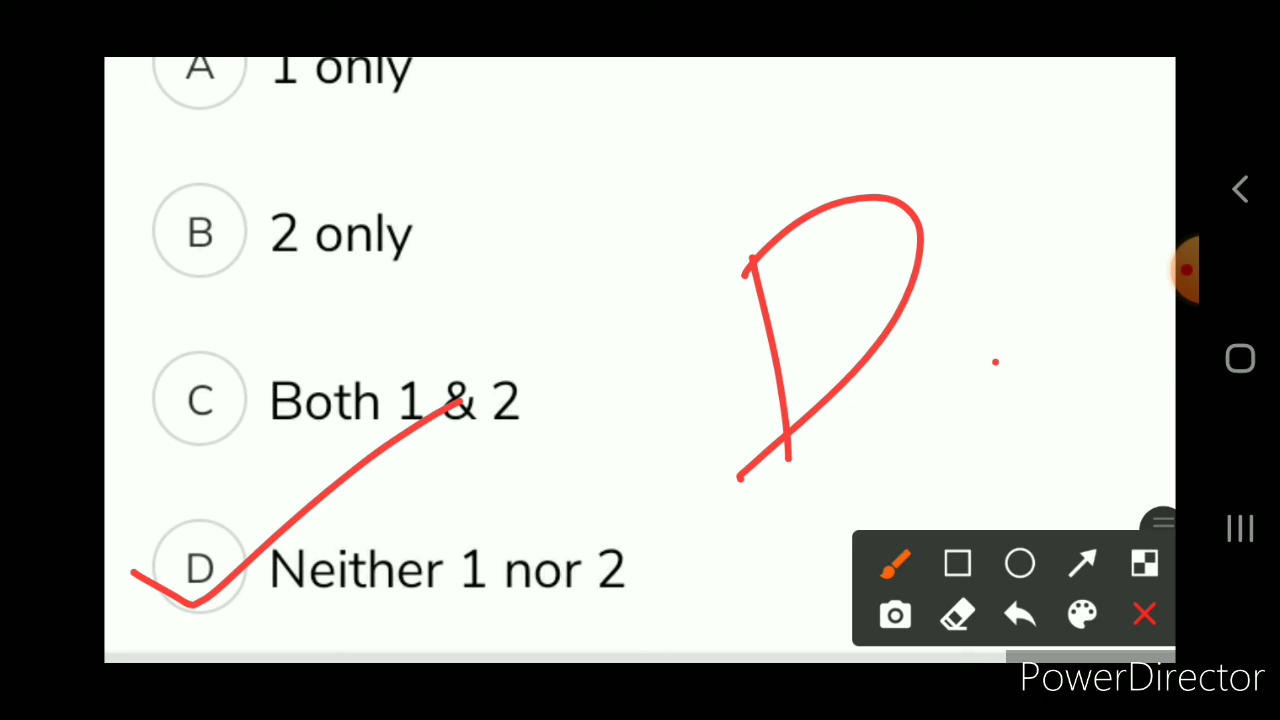 A 1 only
B 2 only
C Both 1 & 2
D Neither 1 nor 2
D
PowerDirector